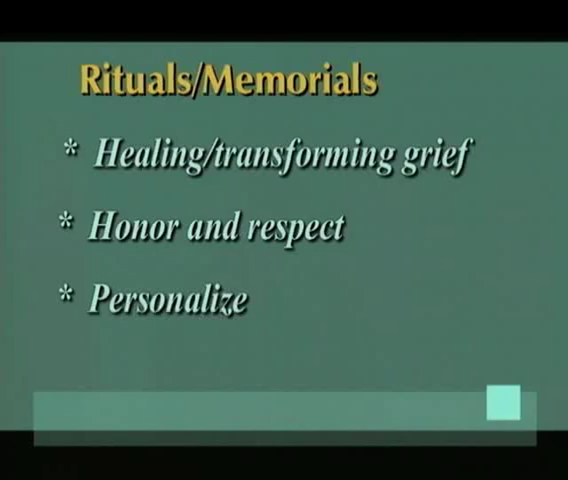 Rituals/Memorials
* Healing/transforming grief
* Honor and respect
* Personalize